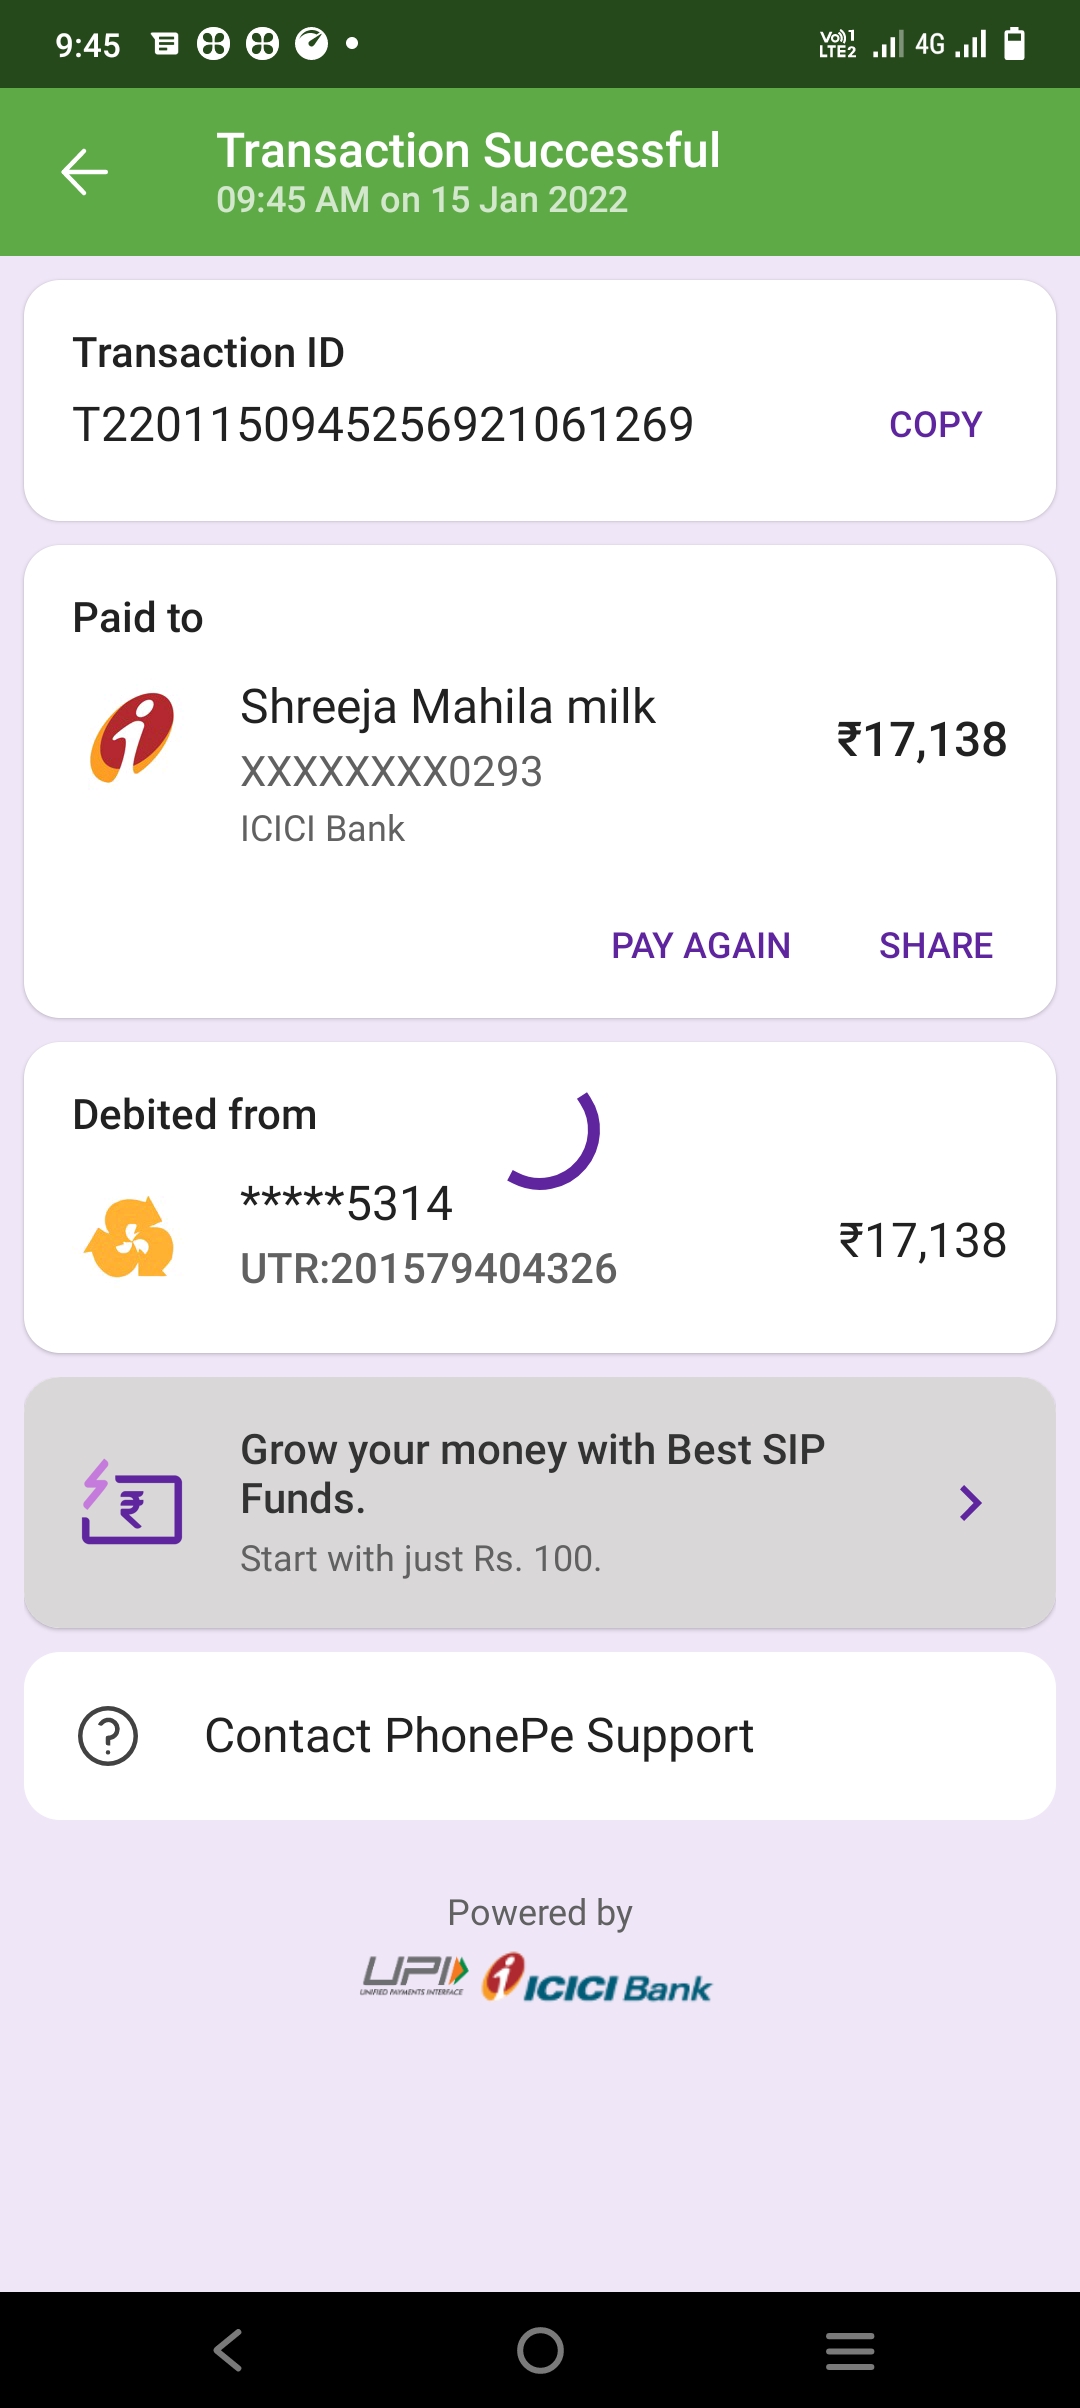 9:45
Vo)) 1
LTE2
4G
Transaction Successful
09:45 AM on 15 Jan 2022
Transaction ID
T2201150945256921061269
COPY
Paid to
Shreeja Mahila milk
₹17,138
XXXXXXXX0293
ICICI Bank
PAY AGAIN
SHARE
Debited from
*****5314
₹17,138
UTR:201579404326
Grow your money with Best SIP
Funds.
Start with just Rs. 100.
Contact PhonePe Support
Powered by
UPI
UNIFIED PAYMENTS INTERFACE
ICICI Bank